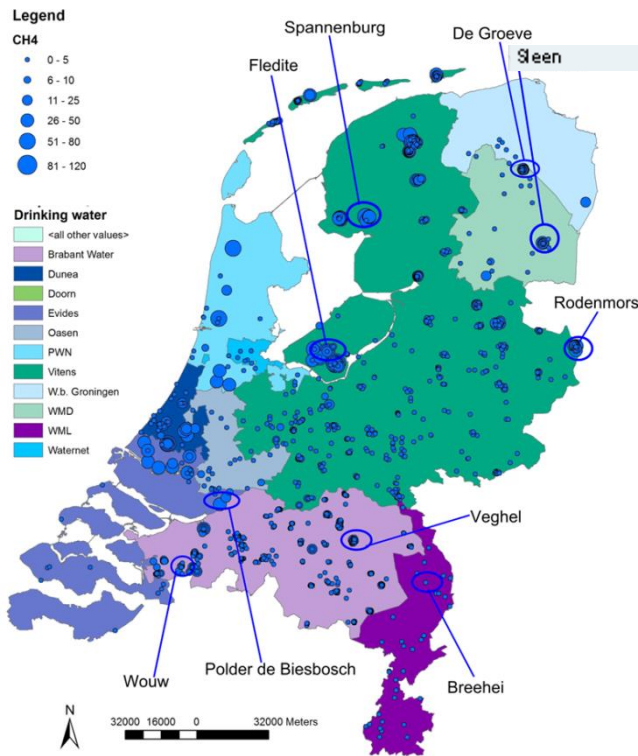 Legend
CH4
0 - 5
6 - 10
11 - 25
26 - 50
51 - 80
81 - 120
Drinking water
<all other values>
Brabant Water
Dunea
Doorn
Evides
Oasen
PWN
Vitens
W.b. Groningen
WMD
WML
Waternet
Spannenburg
De Groeve
Fledite
Sleen
Rodenmors
Veghel
Wouw
Polder de Biesbosch
Breehei
N
32000 16000 0 32000 Meters